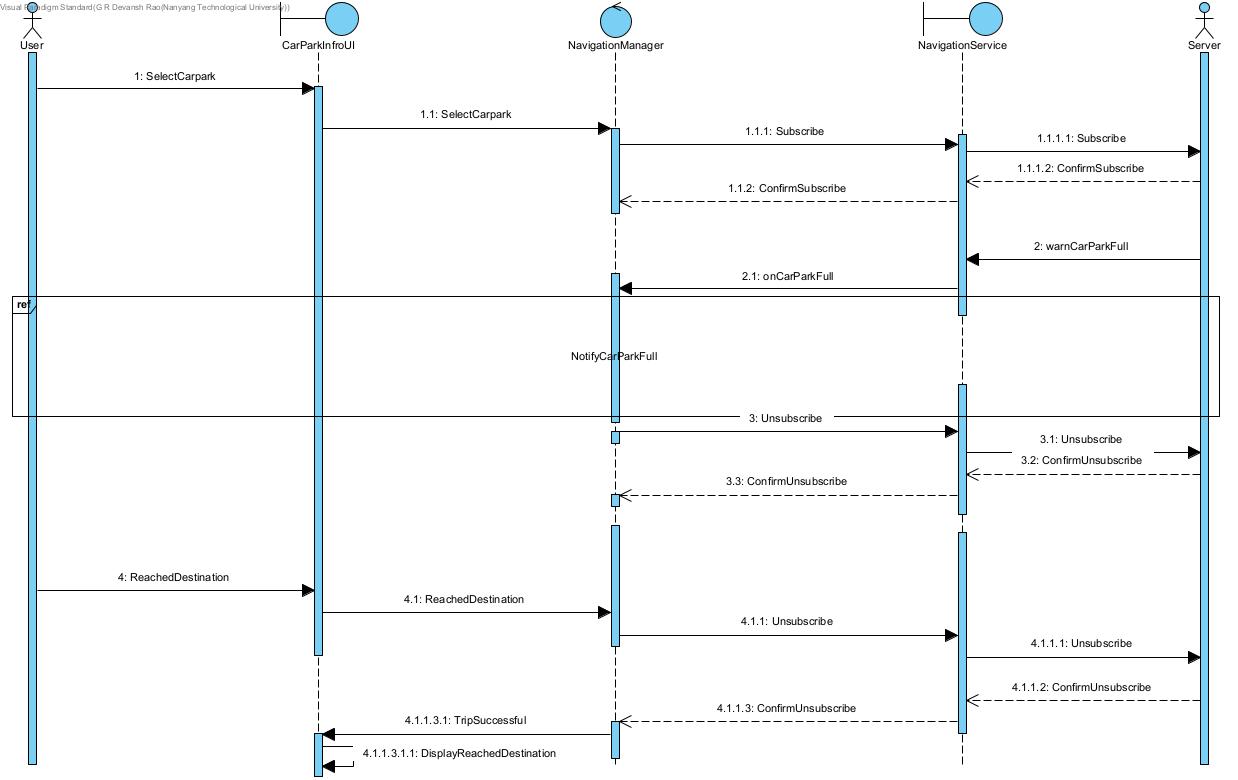 Visual Paradigm Standard(G R Devansh Rao(Nanyang Technological University))
User
CarParkInfroUI
NavigationManager
NavigationService
Server
1: SelectCarpark
1.1: SelectCarpark
1.1.1: Subscribe
1.1.1.1: Subscribe
1.1.1.2: ConfirmSubscribe
1.1.2: ConfirmSubscribe
2: warnCarParkFull
2.1: onCarParkFull
ref
NotifyCarParkFull
3: Unsubscribe
3.1: Unsubscribe
3.2: ConfirmUnsubscribe
3.3: ConfirmUnsubscribe
4: ReachedDestination
4.1: ReachedDestination
4.1.1: Unsubscribe
4.1.1.1: Unsubscribe
4.1.1.2: ConfirmUnsubscribe
4.1.1.3: ConfirmUnsubscribe
4.1.1.3.1: TripSuccessful
4.1.1.3.1.1: DisplayReachedDestination